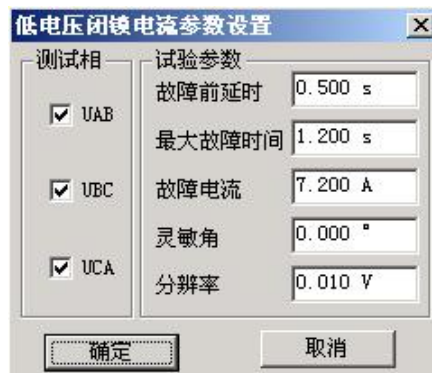 低电压闭镜电流参数设置
测试相
UAB
UBC
UCA
试验参数
故障前延时 0.500 s
最大故障时间 1.200 s
故障电流 7.200 A
灵敏角 0.000 °
分辨率 0.010 V
确定 取消